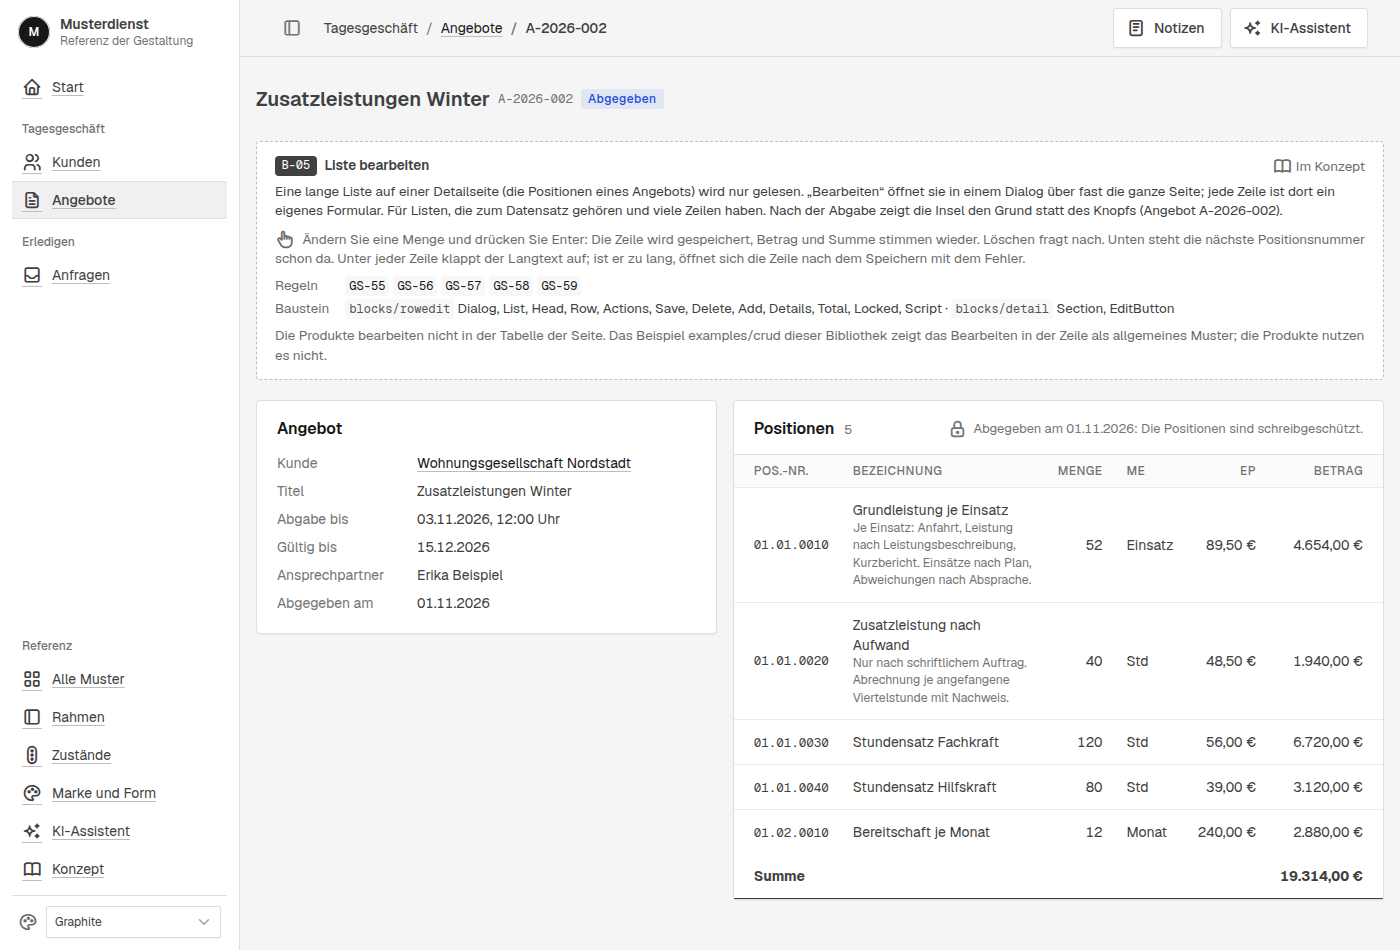 M
Musterdienst
Referenz der Gestaltung
Start
Tagesgeschäft
Kunden
Angebote
Erledigen
Anfragen
Referenz
Alle Muster
Rahmen
Zustände
Marke und Form
KI-Assistent
Konzept
Graphite
Tagesgeschäft / Angebote / A-2026-002
Notizen
KI-Assistent
Zusatzleistungen Winter A-2026-002 Abgegeben
B-05 Liste bearbeiten
Im Konzept
Eine lange Liste auf einer Detailseite (die Positionen eines Angebots) wird nur gelesen. „Bearbeiten“ öffnet sie in einem Dialog über fast die ganze Seite; jede Zeile ist dort ein
eigenes Formular. Für Listen, die zum Datensatz gehören und viele Zeilen haben. Nach der Abgabe zeigt die Insel den Grund statt des Knopfs (Angebot A-2026-002).
Ändern Sie eine Menge und drücken Sie Enter: Die Zeile wird gespeichert, Betrag und Summe stimmen wieder. Löschen fragt nach. Unten steht die nächste Positionsnummer
schon da. Unter jeder Zeile klappt der Langtext auf; ist er zu lang, öffnet sich die Zeile nach dem Speichern mit dem Fehler.
Regeln GS-55 GS-56 GS-57 GS-58 GS-59
Baustein blocks/rowedit Dialog, List, Head, Row, Actions, Save, Delete, Add, Details, Total, Locked, Script · blocks/detail Section, EditButton
Die Produkte bearbeiten nicht in der Tabelle der Seite. Das Beispiel examples/crud dieser Bibliothek zeigt das Bearbeiten in der Zeile als allgemeines Muster; die Produkte nutzen
es nicht.
Angebot
Kunde Wohnungsgesellschaft Nordstadt
Titel Zusatzleistungen Winter
Abgabe bis 03.11.2026, 12:00 Uhr
Gültig bis 15.12.2026
Ansprechpartner Erika Beispiel
Abgegeben am 01.11.2026
Positionen 5
Abgegeben am 01.11.2026: Die Positionen sind schreibgeschützt.
POS.-NR. BEZEICHNUNG MENGE ME EP BETRAG
Grundleistung je Einsatz
Je Einsatz: Anfahrt, Leistung
nach Leistungsbeschreibung,
01.01.0010 52 Einsatz 89,50 € 4.654,00 €
Kurzbericht. Einsätze nach Plan,
Abweichungen nach Absprache.
Zusatzleistung nach
Aufwand
01.01.0020 40 Std 48,50 € 1.940,00 €
Nur nach schriftlichem Auftrag.
Abrechnung je angefangene
Viertelstunde mit Nachweis.
01.01.0030 Stundensatz Fachkraft 120 Std 56,00 € 6.720,00 €
01.01.0040 Stundensatz Hilfskraft 80 Std 39,00 € 3.120,00 €
01.02.0010 Bereitschaft je Monat 12 Monat 240,00 € 2.880,00 €
Summe 19.314,00 €